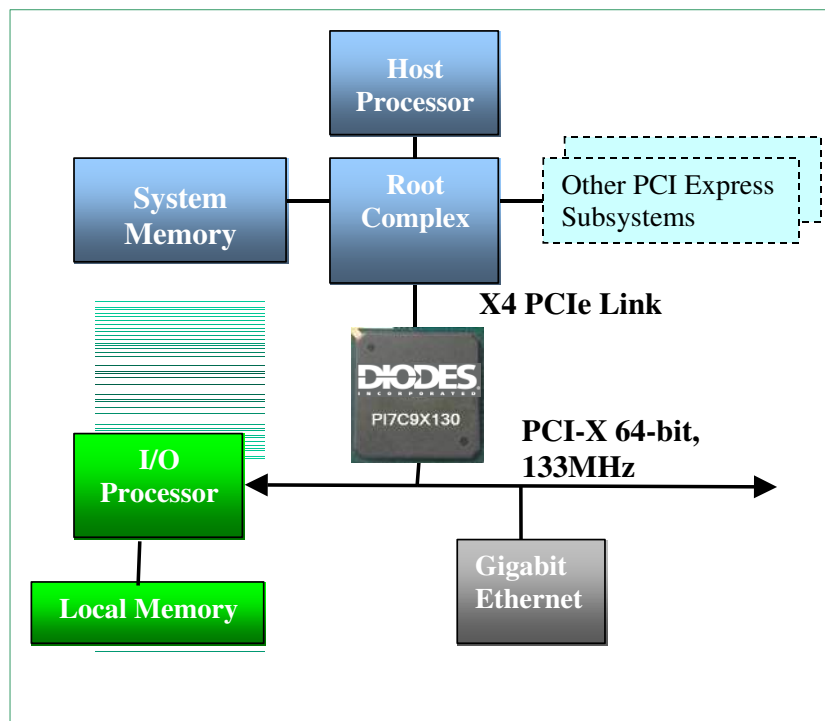 Host
Processor
System
Memory
Root
Complex
Other PCI Express
Subsystems
X4 PCIe Link
DIODES
INCORPORATED
PI7C9X130
PCI-X 64-bit,
133MHz
I/O
Processor
Gigabit
Ethernet
Local Memory